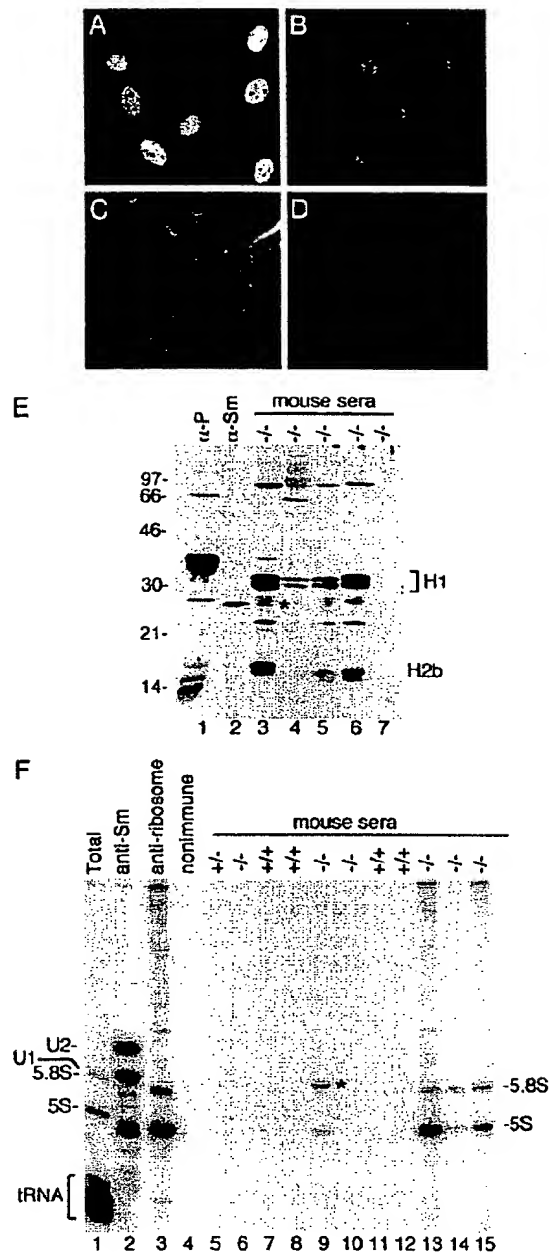 A B
C D
E
mouse sera
α-P α-Sm -/- -/- -/- -/- -/-
97-
66-
46-
30-
21-
14-
H1
H2b
*
1 2 3 4 5 6 7
F
mouse sera
Total anti-Sm anti-ribosome nonimmune +/- -/- +/+ +/+ -/- -/- +/+ +/+ -/- -/- -/-
U2-
U1
5.8S-
5S-
tRNA
*
-5.8S
-5S
1 2 3 4 5 6 7 8 9 10 11 12 13 14 15